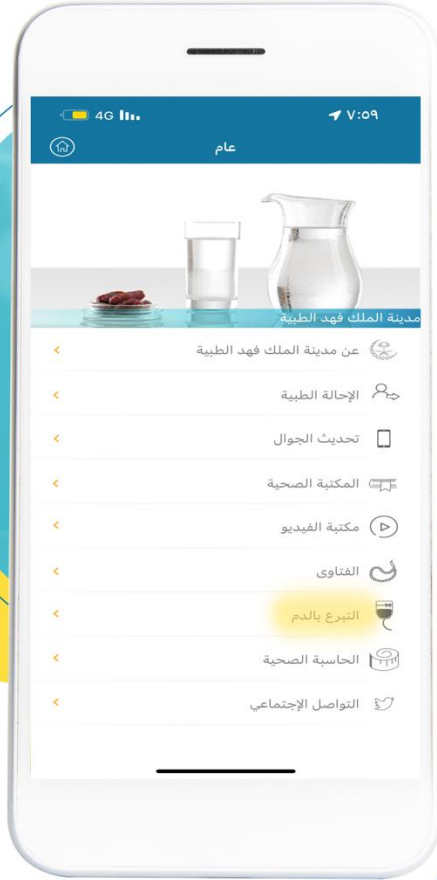 4G ٧:٥٩
عام
مدينة الملك فهد الطبية
عن مدينة الملك فهد الطبية
الإحالة الطبية
تحديث الجوال
المكتبة الصحية
مكتبة الفيديو
الفتاوى
التبرع بالدم
الحاسبة الصحية
التواصل الإجتماعي